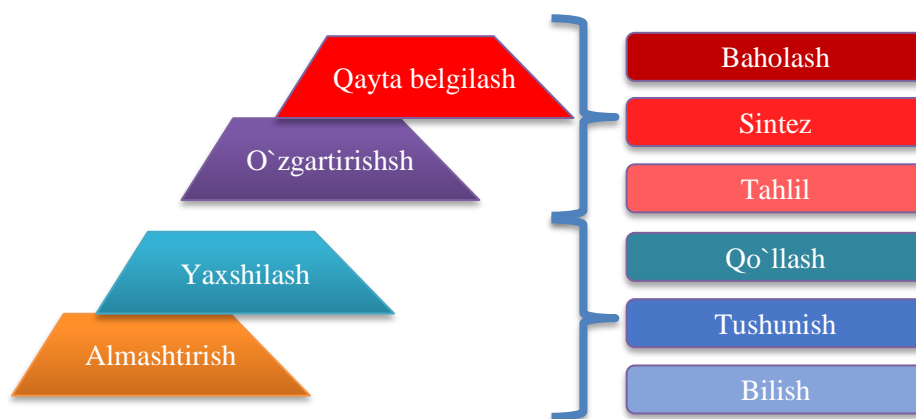 Qayta belgilash
O`zgartirishsh
Yaxshilash
Almashtirish
Baholash
Sintez
Tahlil
Qo`llash
Tushunish
Bilish